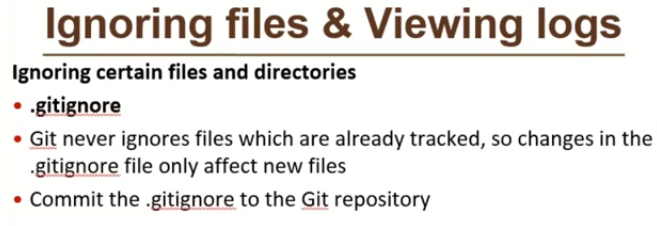 Ignoring files & Viewing logs
Ignoring certain files and directories
• .gitignore
• Git never ignores files which are already tracked, so changes in the
.gitignore file only affect new files
• Commit the .gitignore to the Git repository